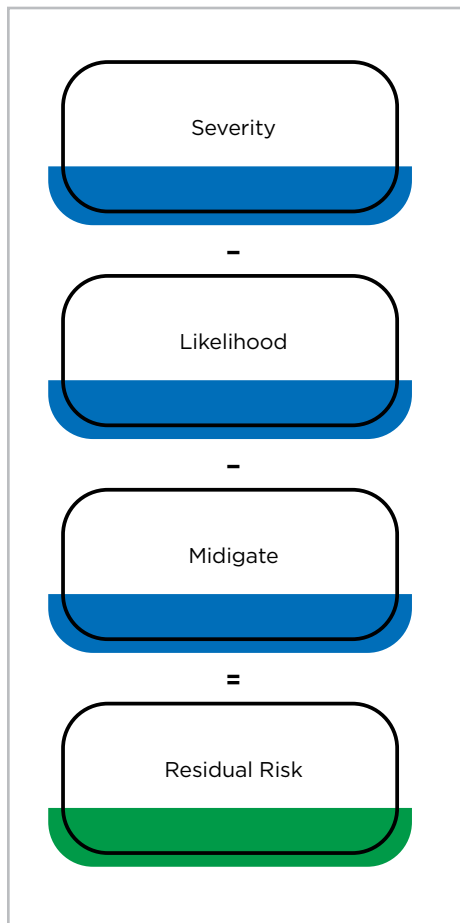 Severity
–
Likelihood
–
Midigate
=
Residual Risk